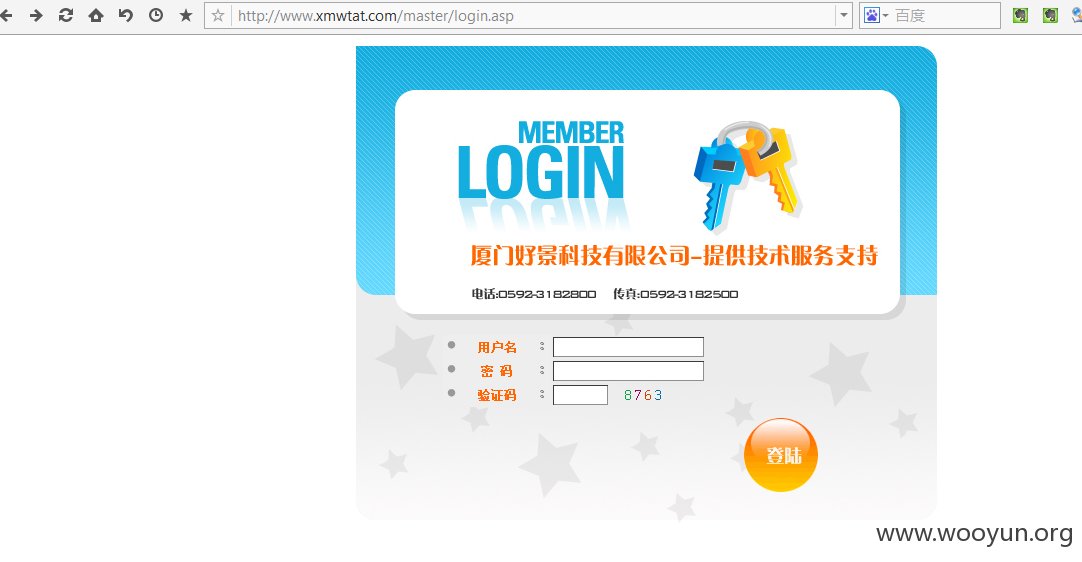 http://www.xmwtat.com/master/login.asp
百度
MEMBER
LOGIN
厦门好景科技有限公司-提供技术服务支持
电话:0592-3182800 传真:0592-3182500
用户名 :
密 码 :
验证码 : 8763
登陆
www.wooyun.org